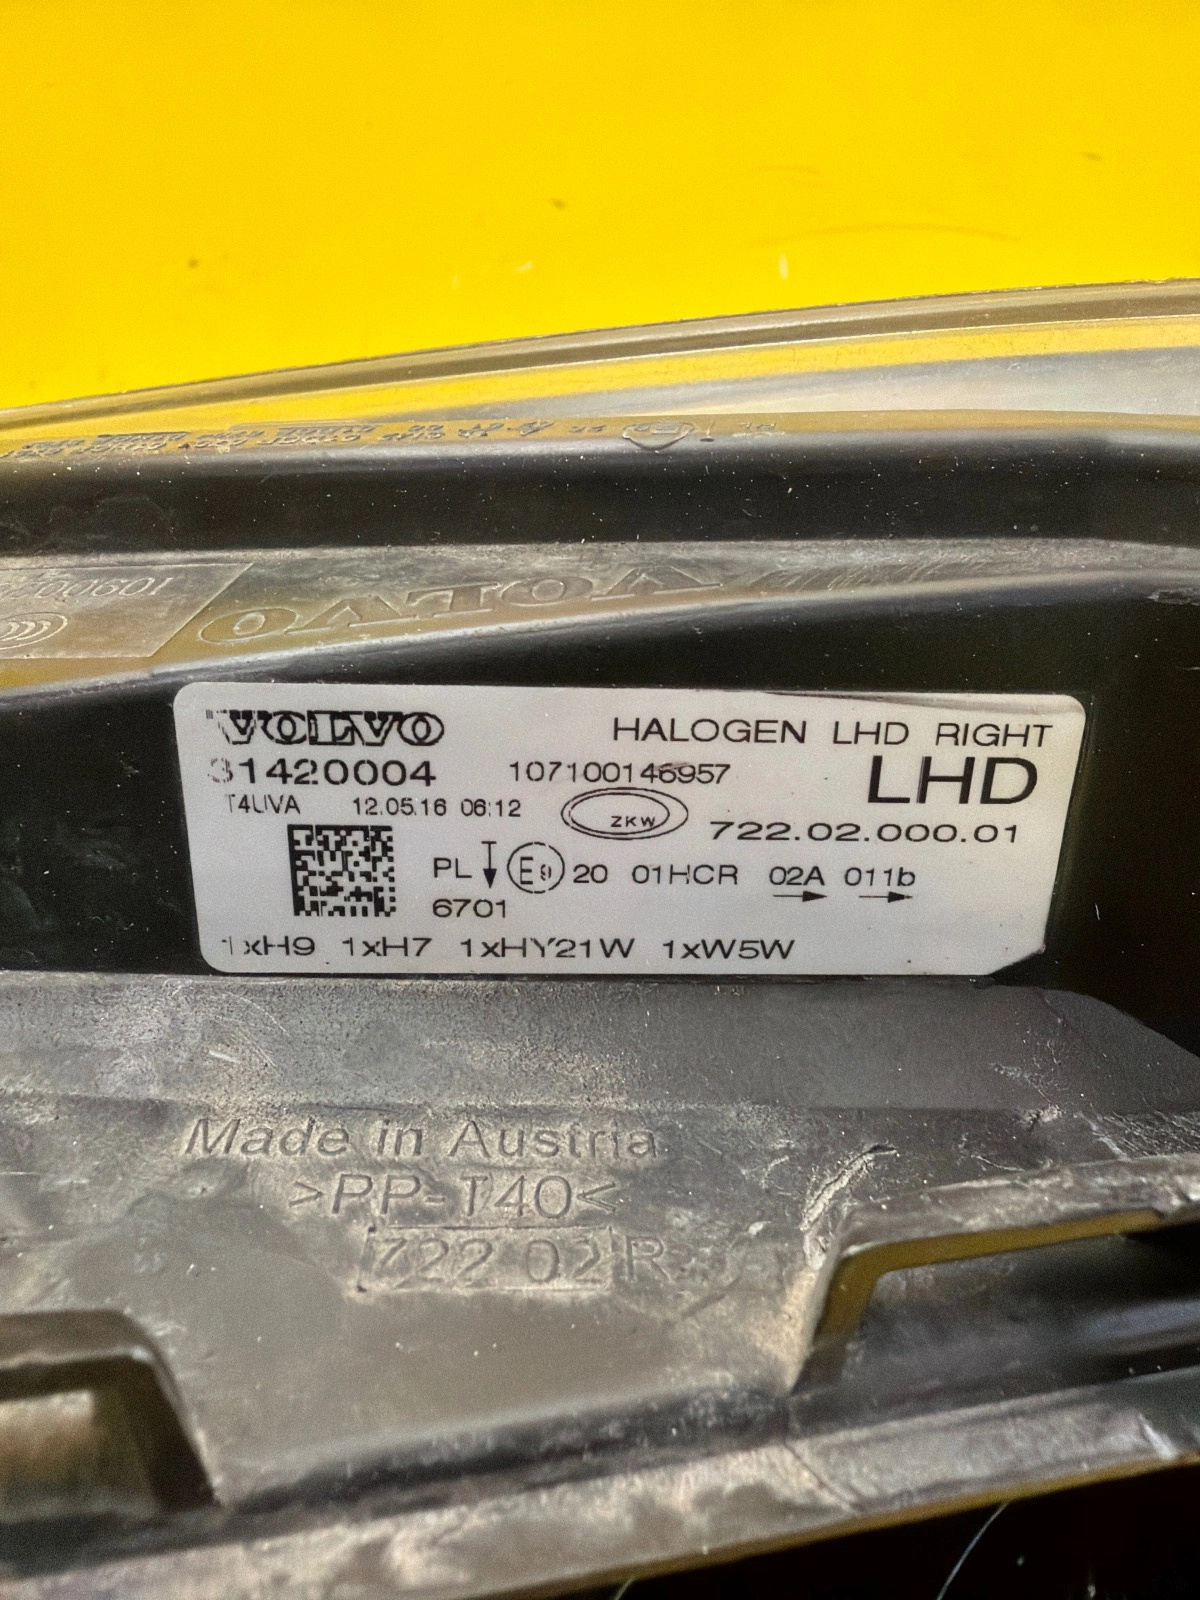 VOLVO
VOLVO HALOGEN LHD RIGHT
31420004 107100146957 LHD
T4UVA 12.05.16 06:12 ZKW 722.02.000.01
PL E9 20 01HCR 02A 011b
6701
1xH9 1xH7 1xHY21W 1xW5W
Made in Austria
>PP-T40<
722 02 R